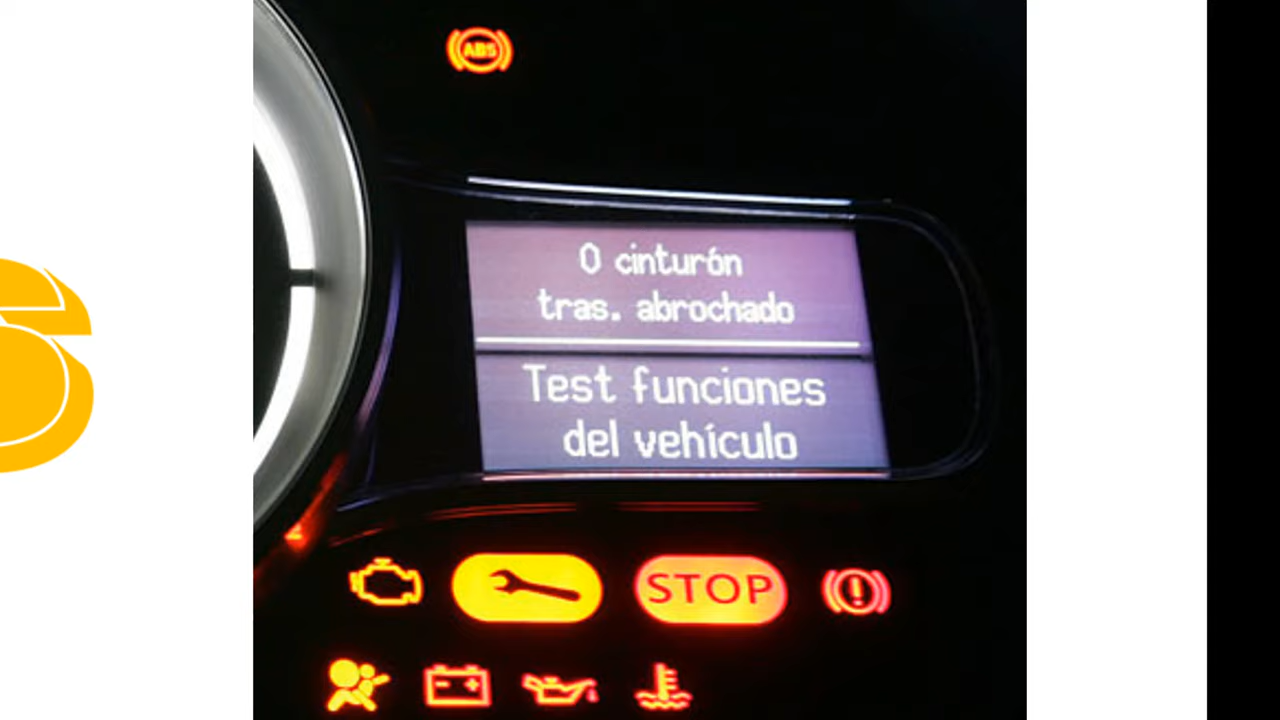 ABS
0 cinturón
tras. abrochado
Test funciones
del vehículo
STOP